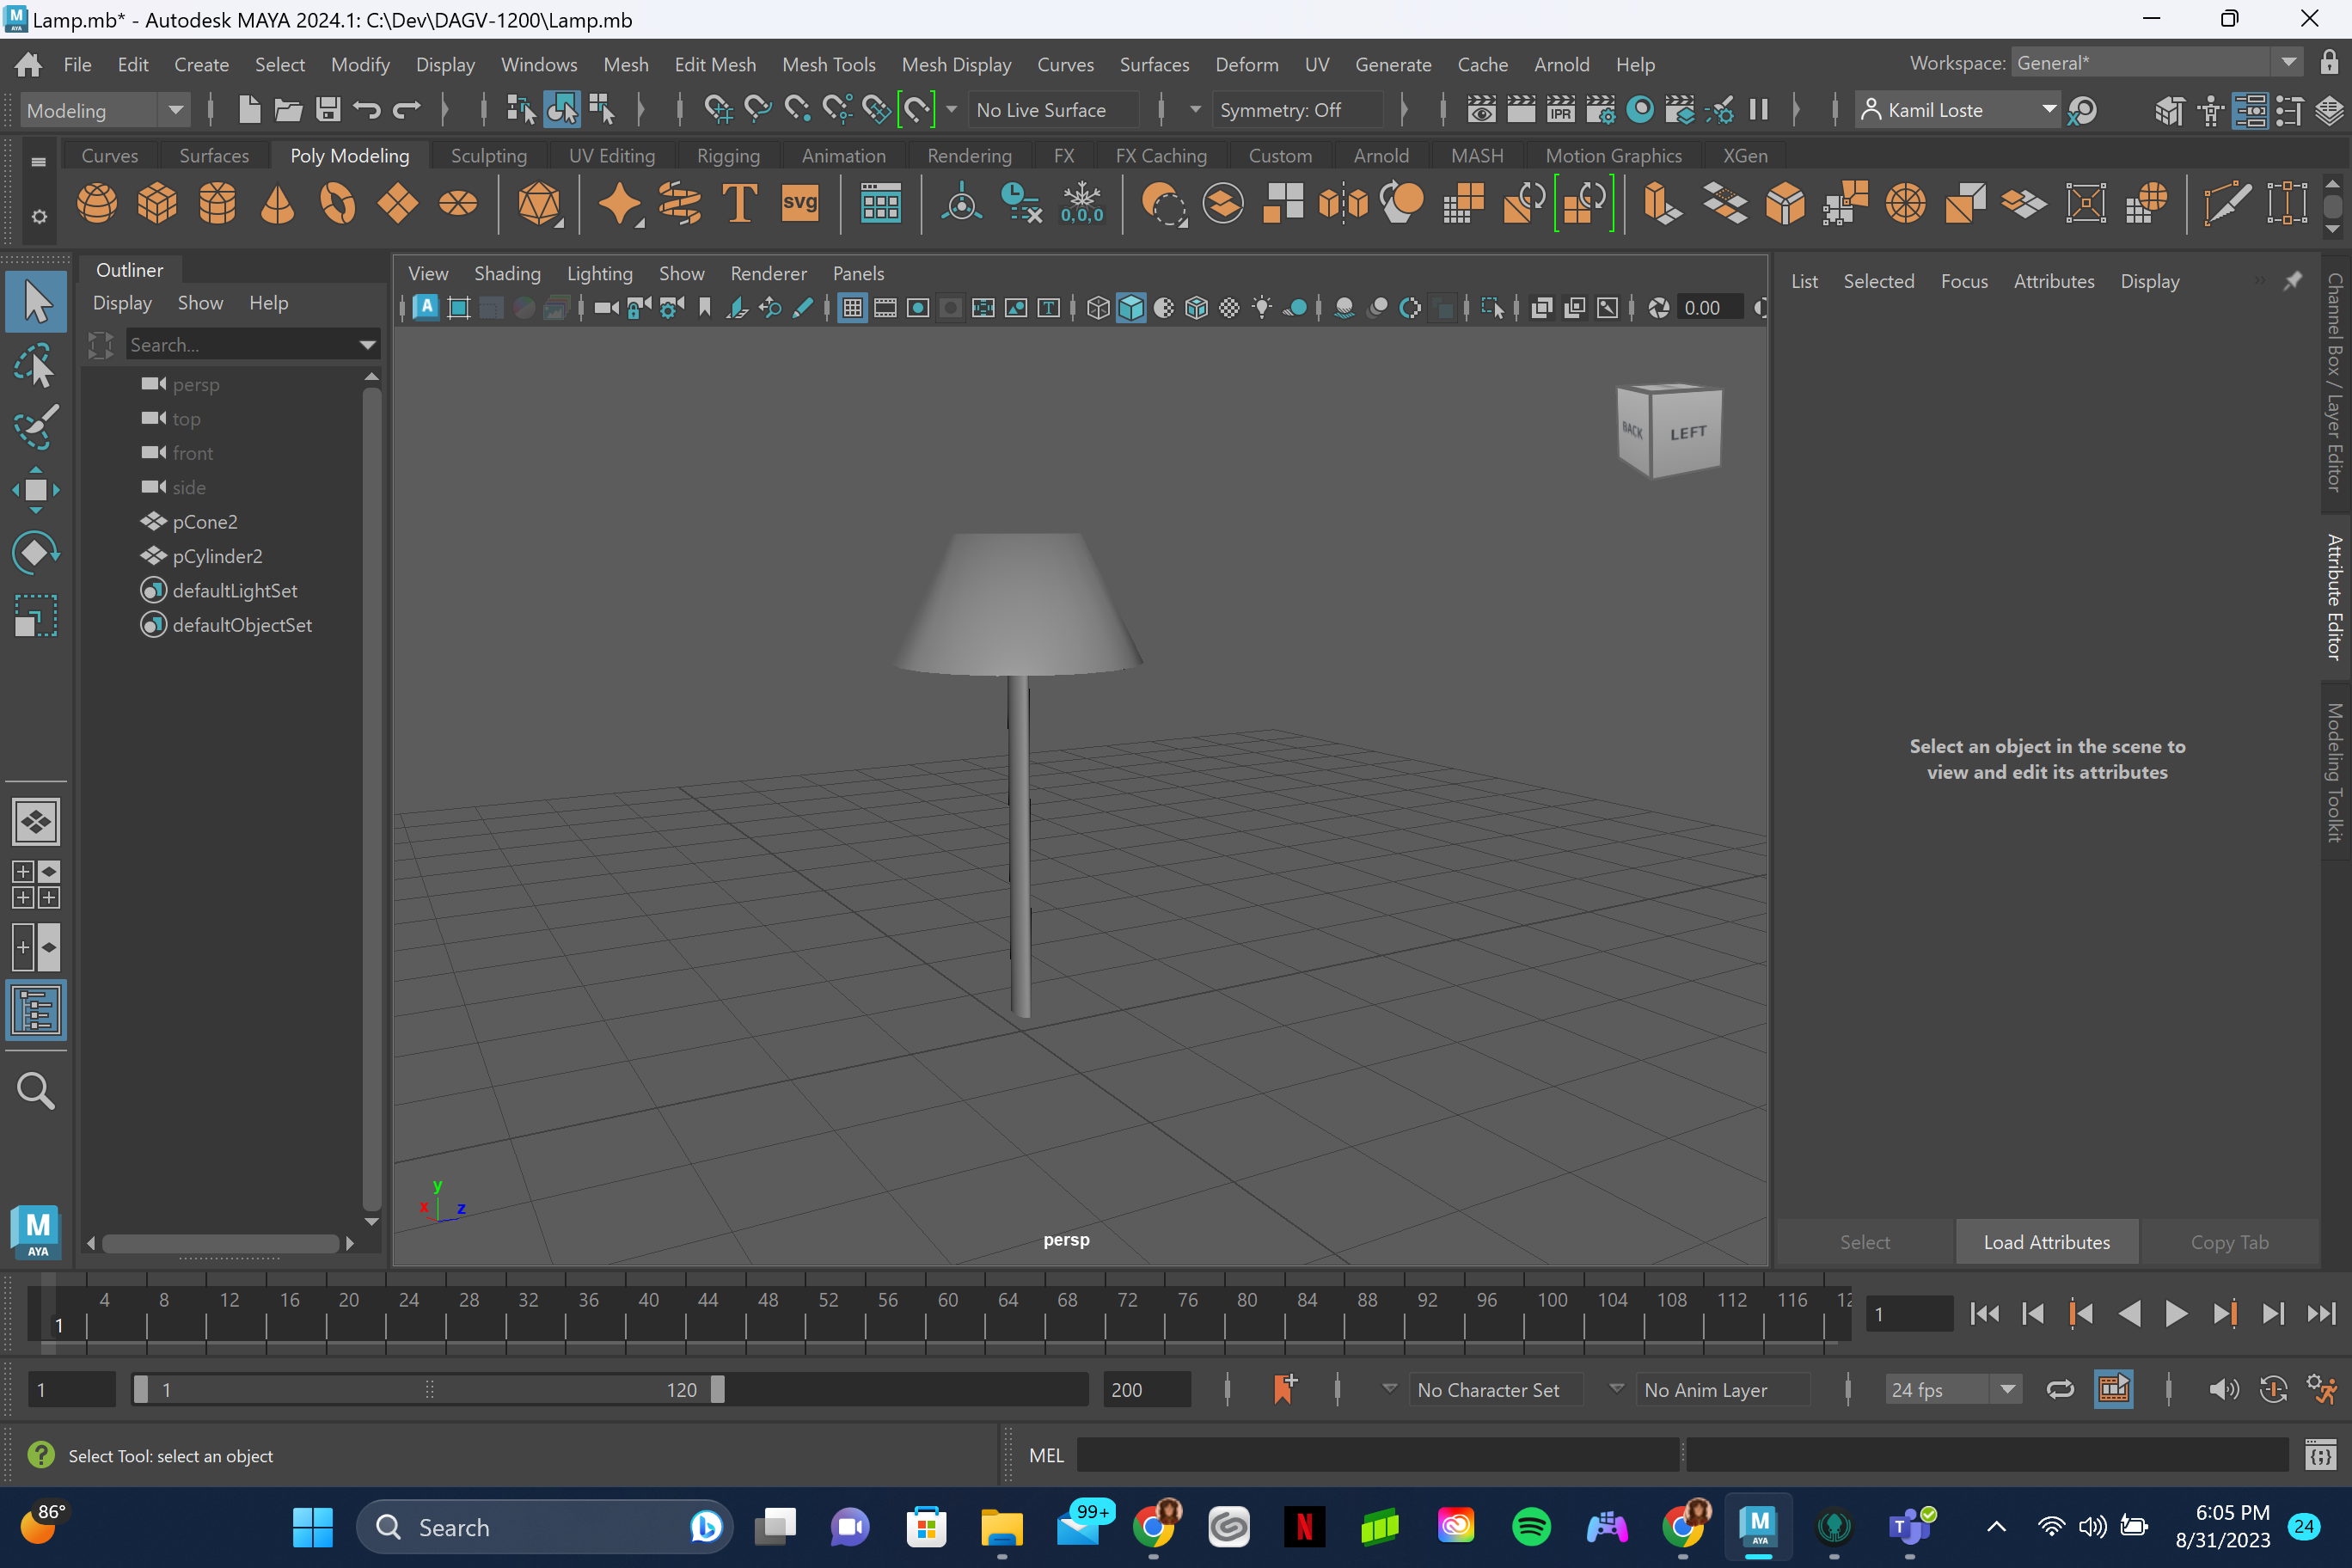 Lamp.mb* - Autodesk MAYA 2024.1: C:\Dev\DAGV-1200\Lamp.mb
File Edit Create Select Modify Display Windows Mesh Edit Mesh Mesh Tools Mesh Display Curves Surfaces Deform UV Generate Cache Arnold Help Workspace: General*
Modeling No Live Surface Symmetry: Off IPR Kamil Loste
Curves Surfaces Poly Modeling Sculpting UV Editing Rigging Animation Rendering FX FX Caching Custom Arnold MASH Motion Graphics XGen
T svg 0,0,0
Outliner
Display Show Help
Search...
persp
top
front
side
pCone2
pCylinder2
defaultLightSet
defaultObjectSet
View Shading Lighting Show Renderer Panels
A T 0.00
BACK LEFT
y
x z
persp
List Selected Focus Attributes Display
Select an object in the scene to
view and edit its attributes
Select Load Attributes Copy Tab
Channel Box / Layer Editor
Attribute Editor
Modeling Toolkit
M
AYA
4 8 12 16 20 24 28 32 36 40 44 48 52 56 60 64 68 72 76 80 84 88 92 96 100 104 108 112 116 12
1 1
1 1 120 200 No Character Set No Anim Layer 24 fps
Select Tool: select an object MEL
86° Search 99+ N M AYA T 6:05 PM
8/31/2023 24